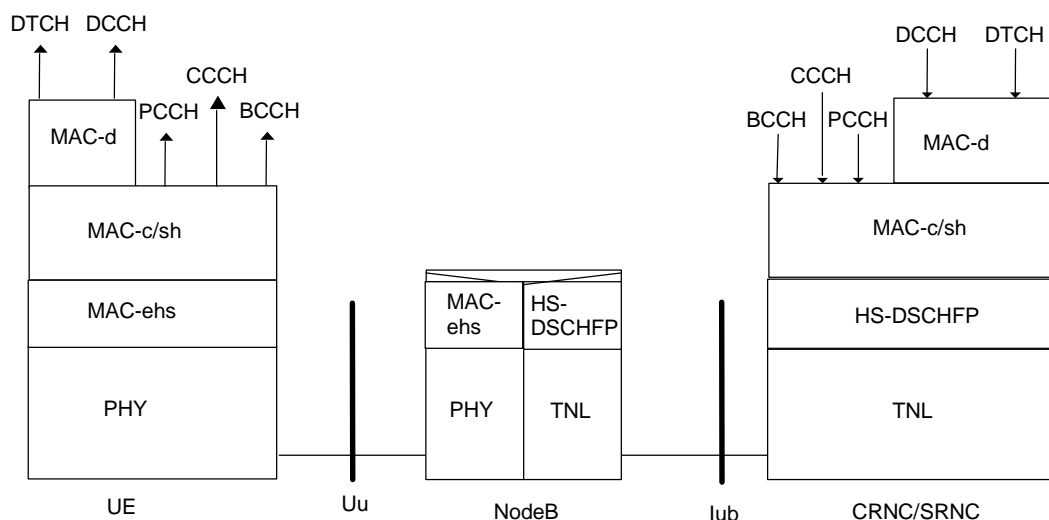 DTCH DCCH
CCCH
PCCH BCCH
MAC-d
MAC-c/sh
MAC-ehs
PHY
UE
Uu
MAC-
ehs
HS-
DSCHFP
PHY
TNL
NodeB
Iub
DCCH DTCH
CCCH
BCCH PCCH
MAC-d
MAC-c/sh
HS-DSCHFP
TNL
CRNC/SRNC